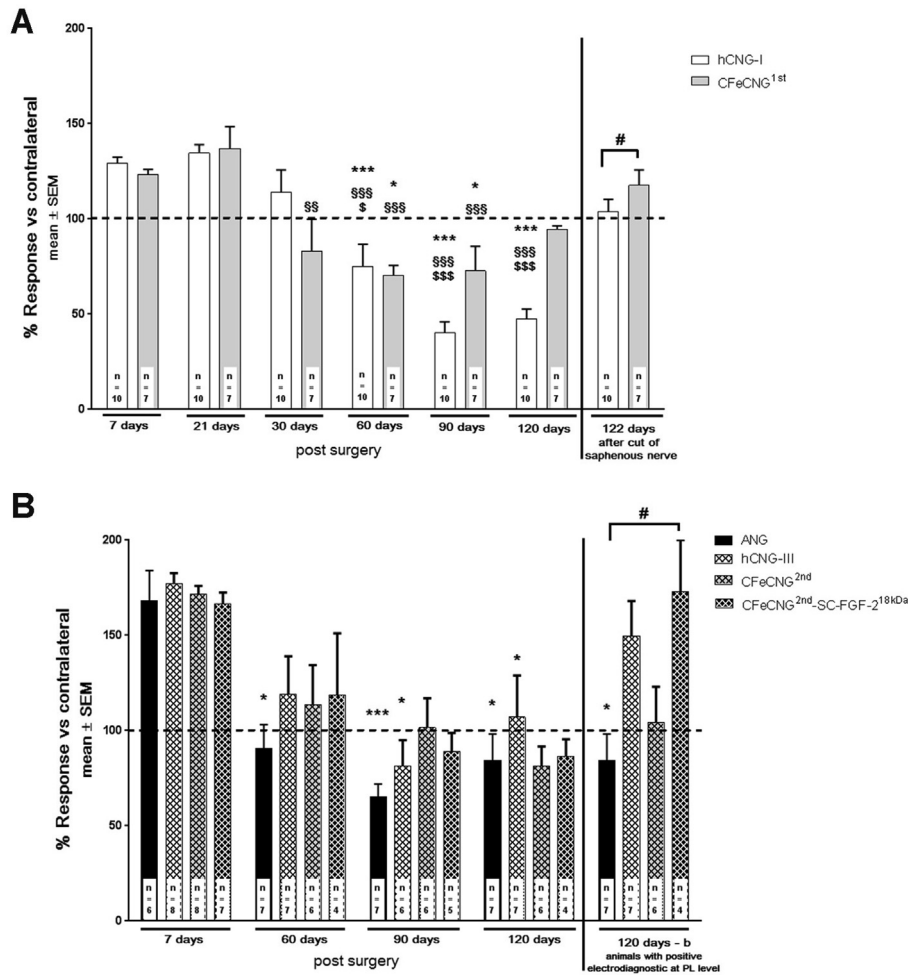 A
hCNG-I
CFeCNG1st
% Response vs contralateral
mean ± SEM
200
150
100
50
0
§§
***
§§§
$
*
§§§
***
§§§
$$$
*
§§§
***
§§§
$$$
#
n = 10
n = 7
n = 10
n = 7
n = 10
n = 7
n = 10
n = 7
n = 10
n = 7
n = 10
n = 7
n = 10
n = 7
7 days
21 days
30 days
60 days
90 days
120 days
122 days
after cut of
saphenous nerve
post surgery
B
ANG
hCNG-III
CFeCNG2nd
CFeCNG2nd-SC-FGF-218kDa
% Response vs contralateral
mean ± SEM
200
150
100
50
0
*
***
*
*
*
*
#
n = 6
n = 8
n = 8
n = 7
n = 7
n = 7
n = 6
n = 4
n = 7
n = 6
n = 6
n = 5
n = 7
n = 7
n = 6
n = 4
n = 7
n = 7
n = 6
n = 4
7 days
60 days
90 days
120 days
120 days - b
animals with positive
electrodiagnostic at PL level
post surgery